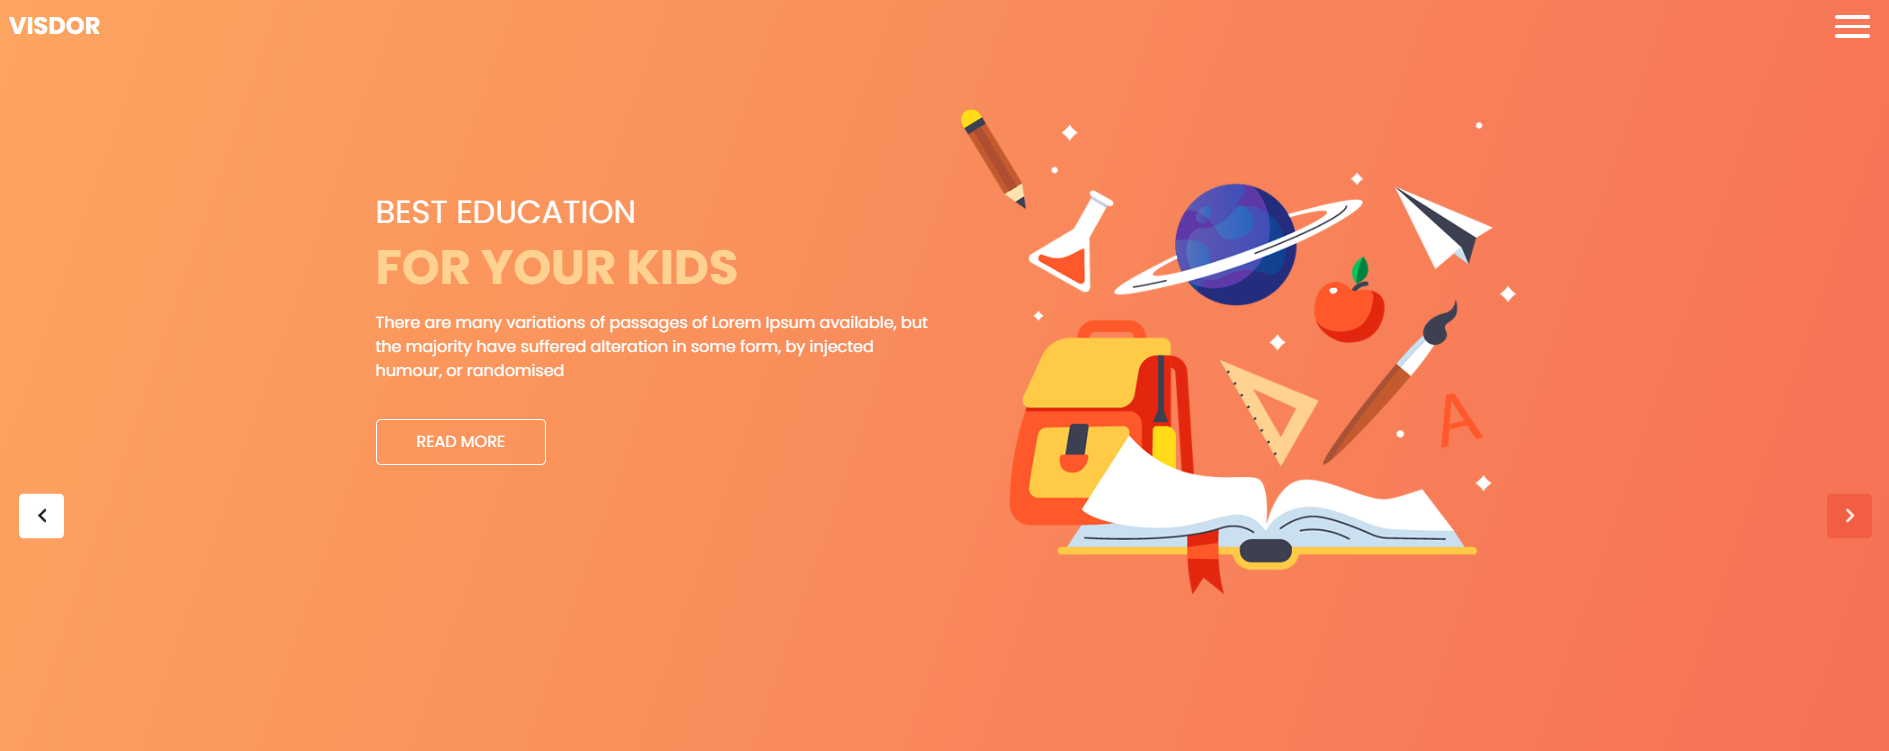 VISDOR
BEST EDUCATION
FOR YOUR KIDS
There are many variations of passages of Lorem Ipsum available, but
the majority have suffered alteration in some form, by injected
humour, or randomised
READ MORE
A